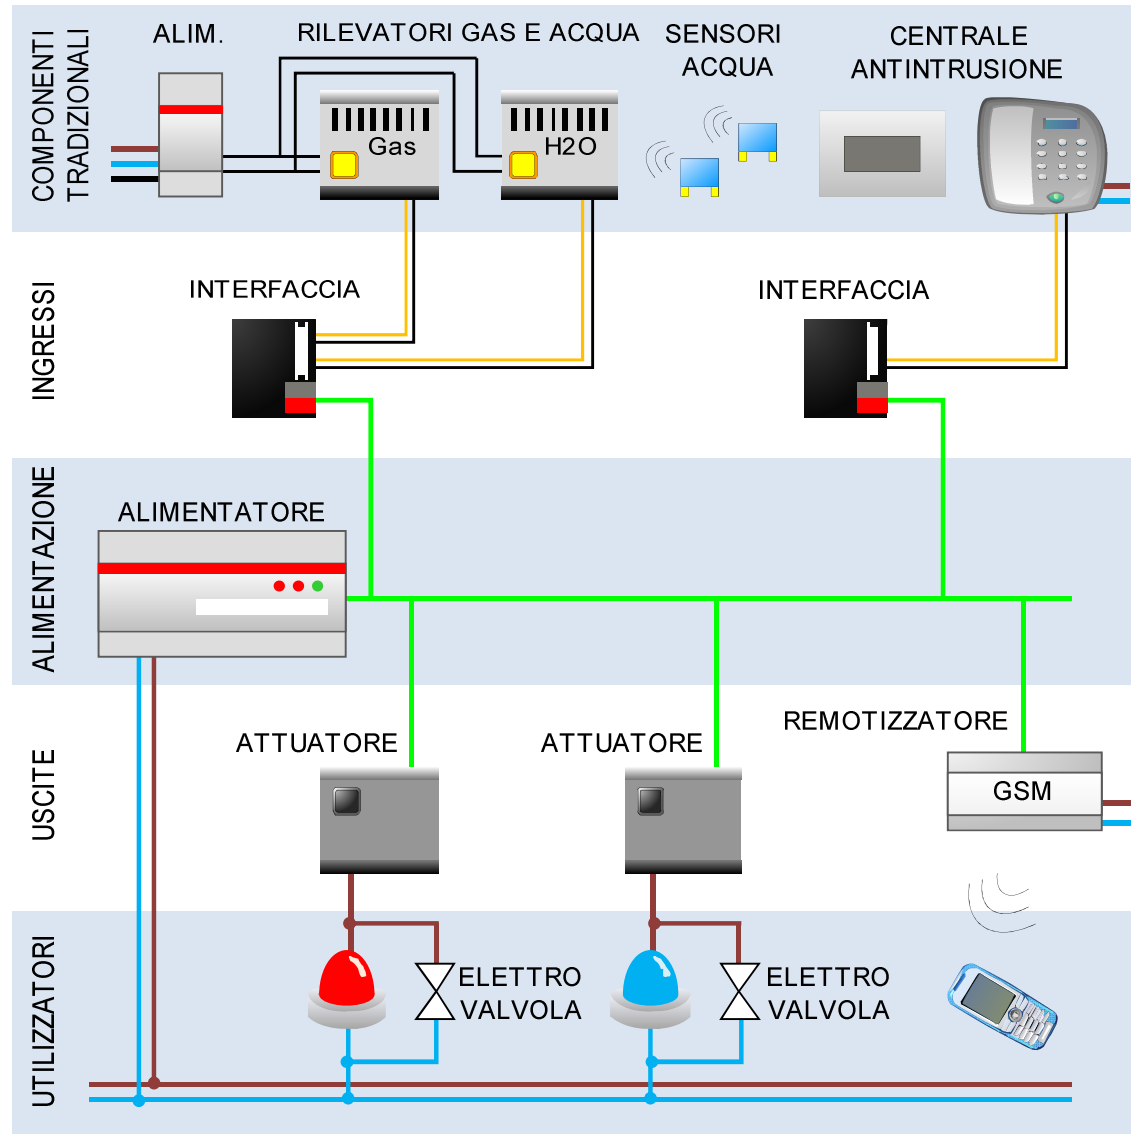 COMPONENTI
TRADIZIONALI
ALIM.
RILEVATORI GAS E ACQUA
SENSORI
ACQUA
CENTRALE
ANTINTRUSIONE
Gas
H2O
INGRESSI
INTERFACCIA
INTERFACCIA
ALIMENTAZIONE
ALIMENTATORE
USCITE
ATTUATORE
ATTUATORE
REMOTIZZATORE
GSM
UTILIZZATORI
ELETTRO
VALVOLA
ELETTRO
VALVOLA